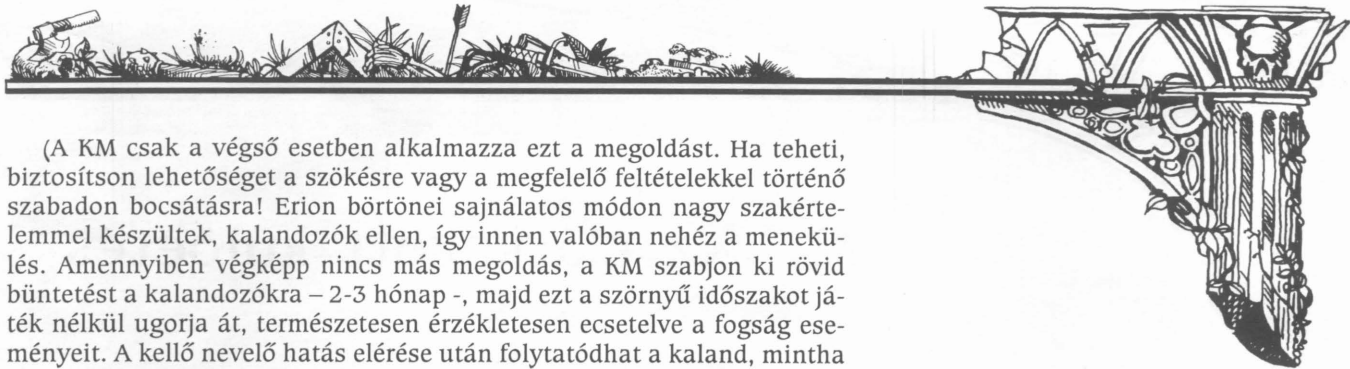 (A KM csak a végső esetben alkalmazza ezt a megoldást. Ha teheti,
biztosítson lehetőséget a szökésre vagy a megfelelő feltételekkel történő
szabadon bocsátásra! Erion börtönei sajnálatos módon nagy szakérte-
lemmel készültek, kalandozók ellen, így innen valóban nehéz a menekü-
lés. Amennyiben végképp nincs más megoldás, a KM szabjon ki rövid
büntetést a kalandozókra – 2-3 hónap -, majd ezt a szörnyű időszakot já-
ték nélkül ugorja át, természetesen érzékletesen ecsetelve a fogság ese-
ményeit. A kellő nevelő hatás elérése után folytatódhat a kaland, mintha